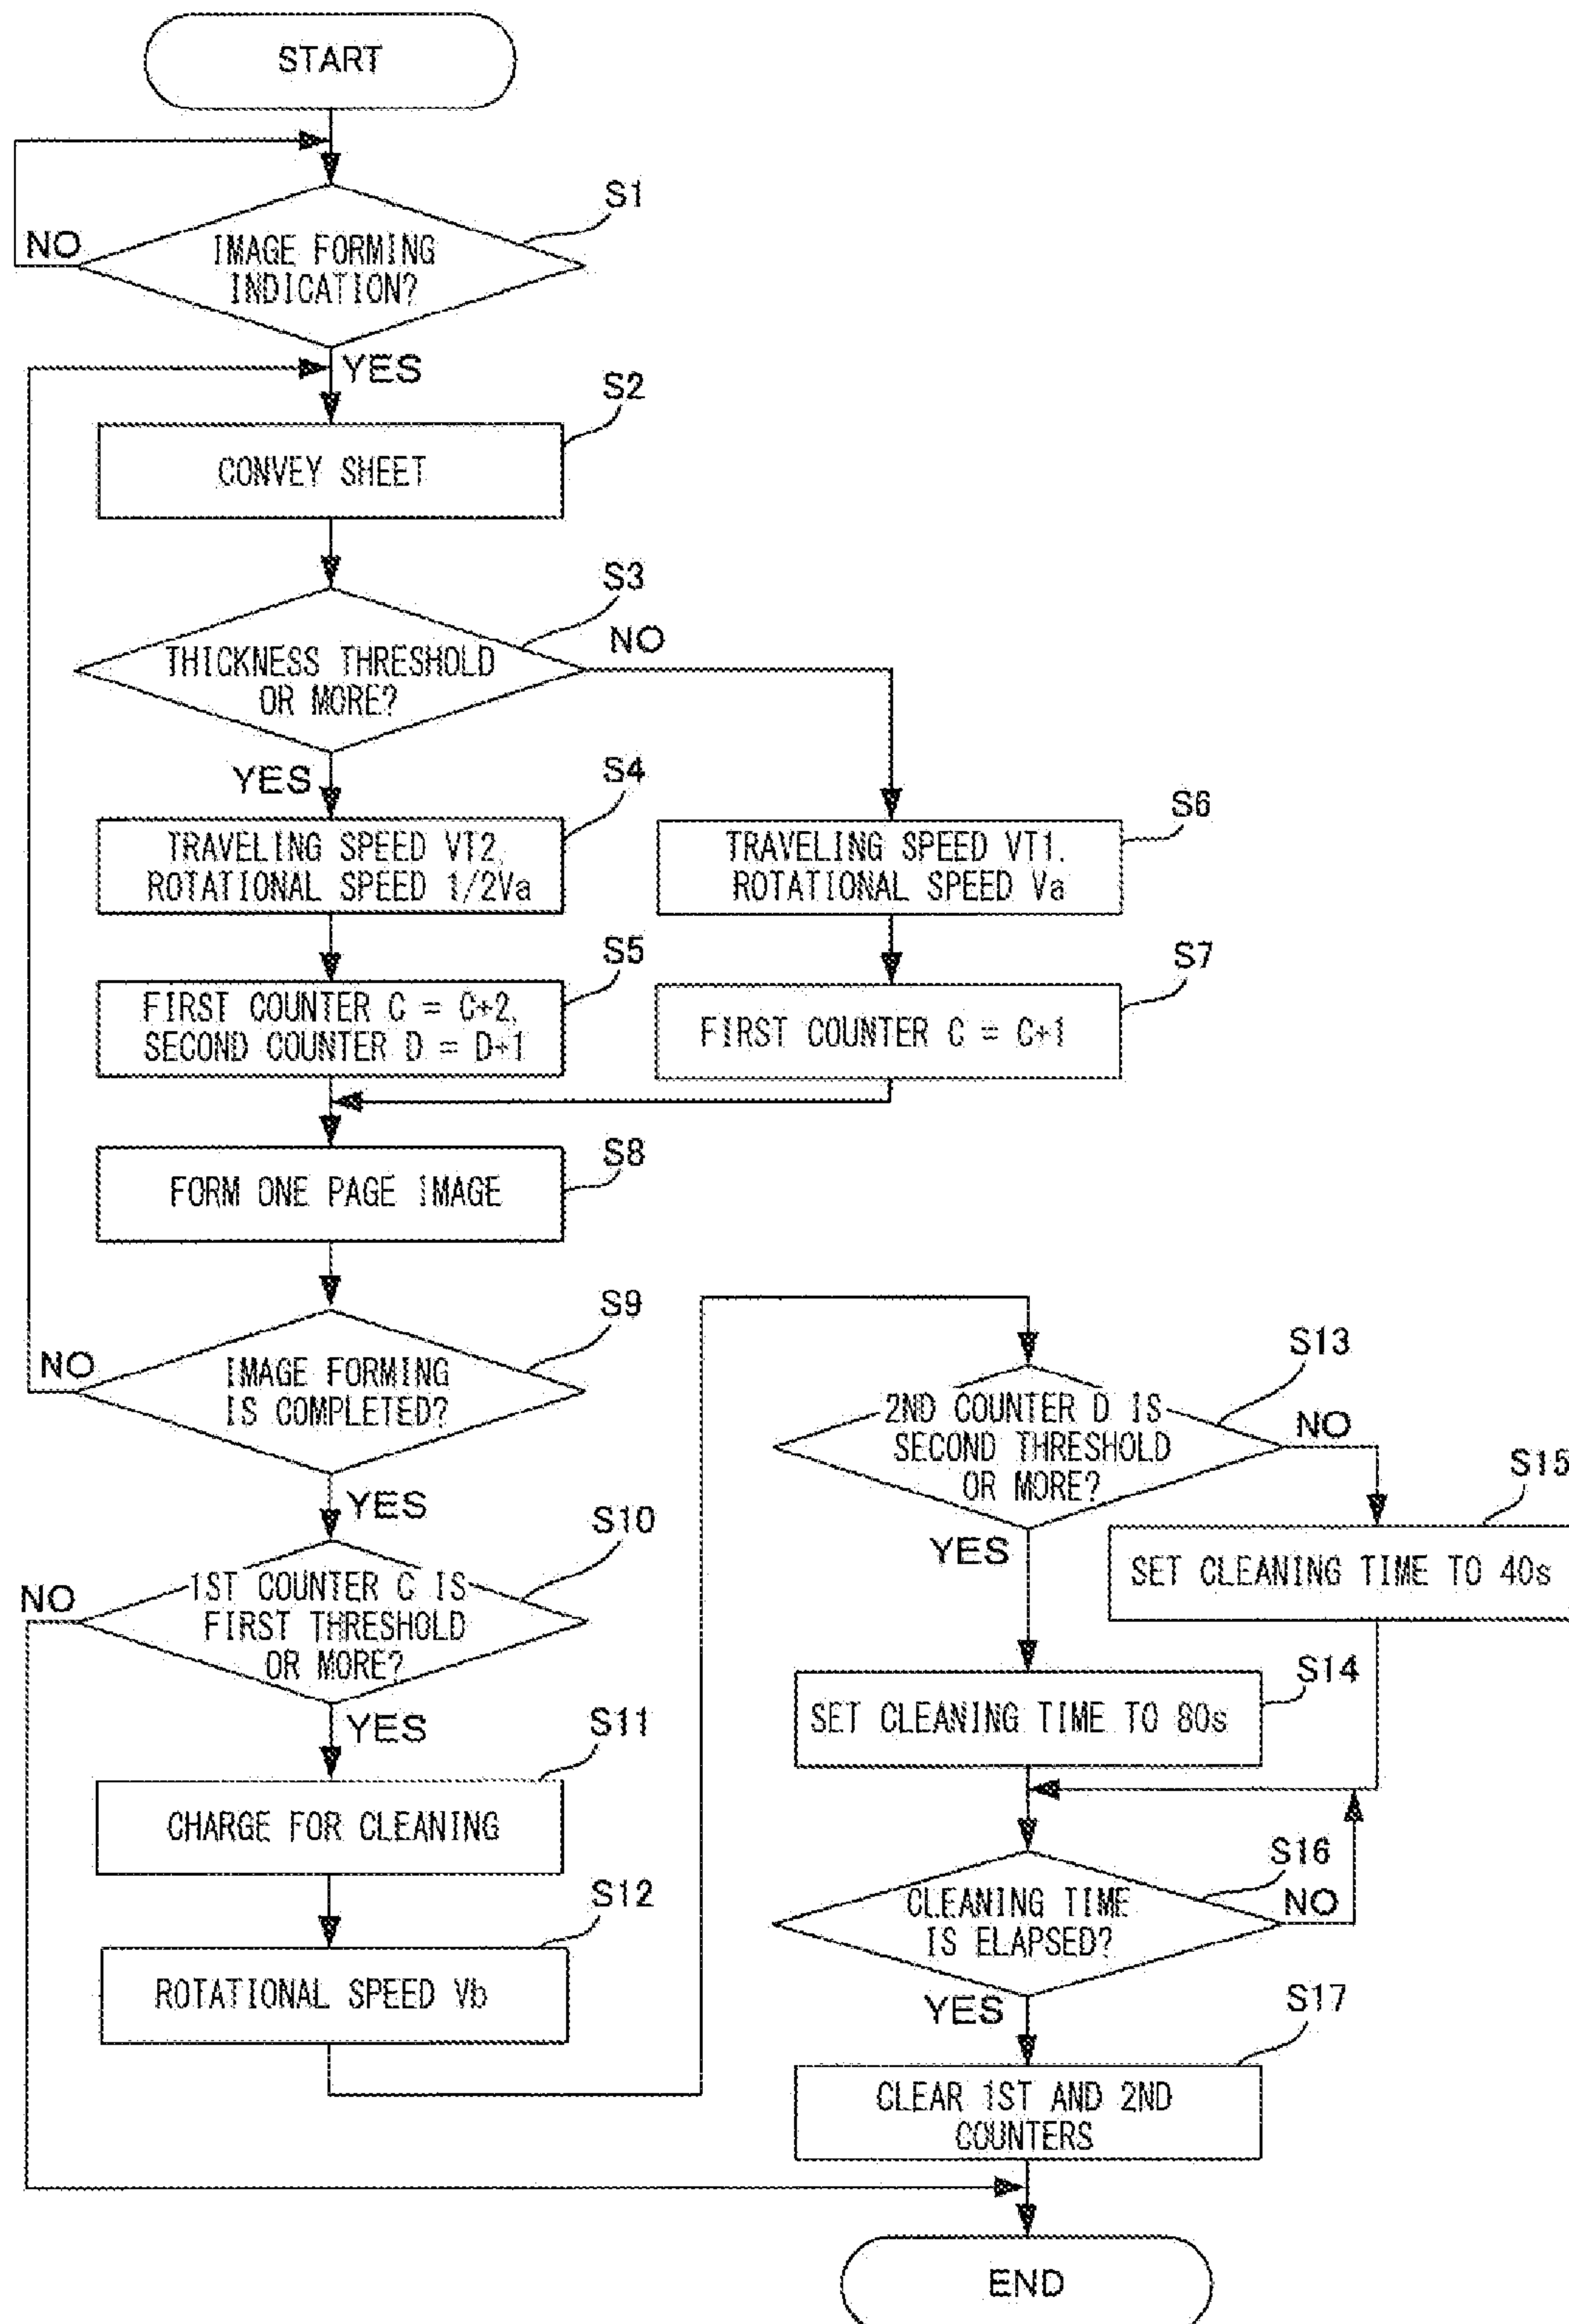 START
S1
NO
IMAGE FORMING
INDICATION?
YES
S2
CONVEY SHEET
S3
NO
THICKNESS THRESHOLD
OR MORE?
YES
S4
TRAVELING SPEED VT2,
ROTATIONAL SPEED 1/2Va
S6
TRAVELING SPEED VT1,
ROTATIONAL SPEED Va
S5
FIRST COUNTER C = C+2,
SECOND COUNTER D = D+1
S7
FIRST COUNTER C = C+1
S8
FORM ONE PAGE IMAGE
S9
NO
IMAGE FORMING
IS COMPLETED?
YES
S10
NO
1ST COUNTER C IS
FIRST THRESHOLD
OR MORE?
YES
S11
CHARGE FOR CLEANING
S12
ROTATIONAL SPEED Vb
S13
2ND COUNTER D IS
SECOND THRESHOLD
OR MORE?
NO
YES
S15
SET CLEANING TIME TO 40s
S14
SET CLEANING TIME TO 80s
S16
CLEANING TIME
IS ELAPSED?
NO
YES
S17
CLEAR 1ST AND 2ND
COUNTERS
END